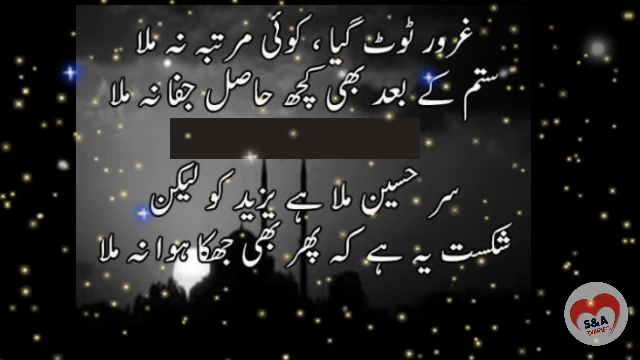 غرور ٹوٹ گیا ، کوئی مرتبہ نہ ملا
ستم کے بعد بھی کچھ حاصل جفا نہ ملا
سر حسین ملا ہے یزید کو لیکن
شکست یہ ہے کہ پھر بھی جھکا ہوا نہ ملا
S&A